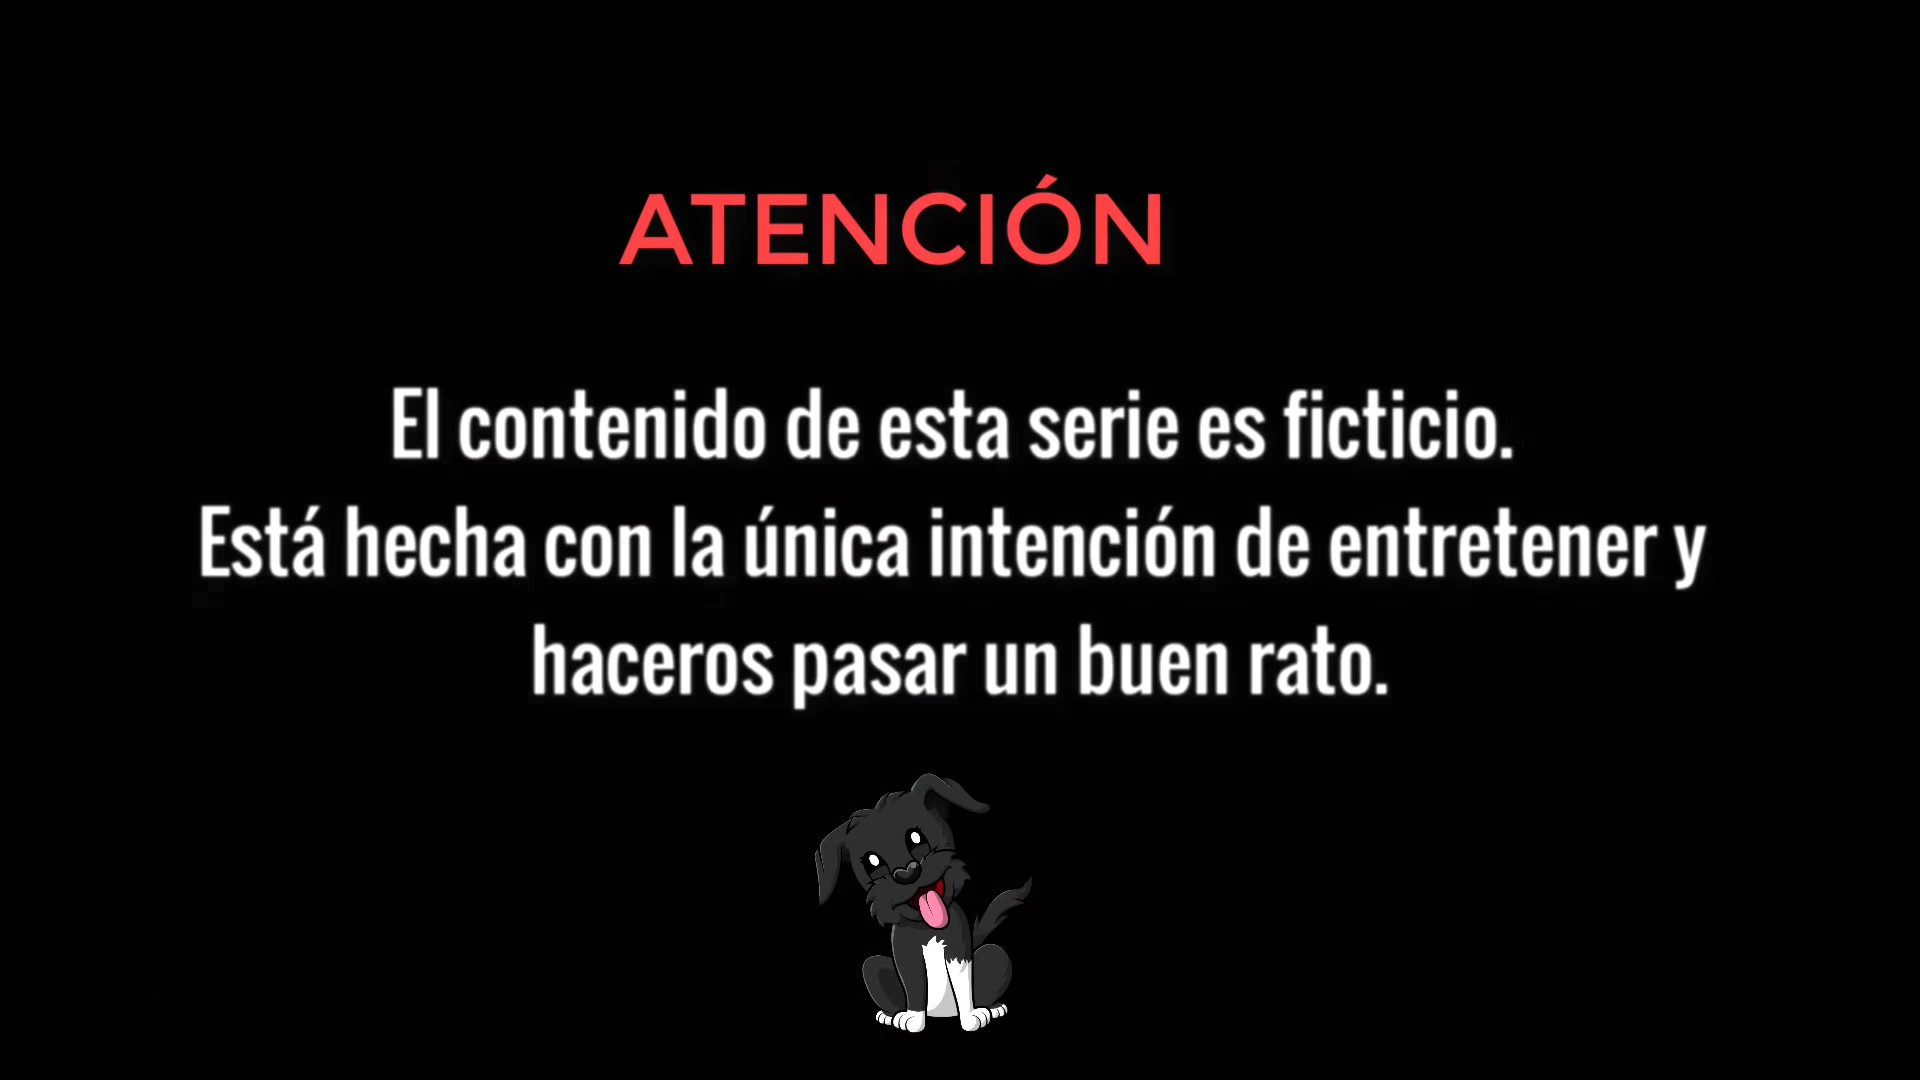 ATENCIÓN
El contenido de esta serie es ficticio.
Está hecha con la única intención de entretener y
haceros pasar un buen rato.